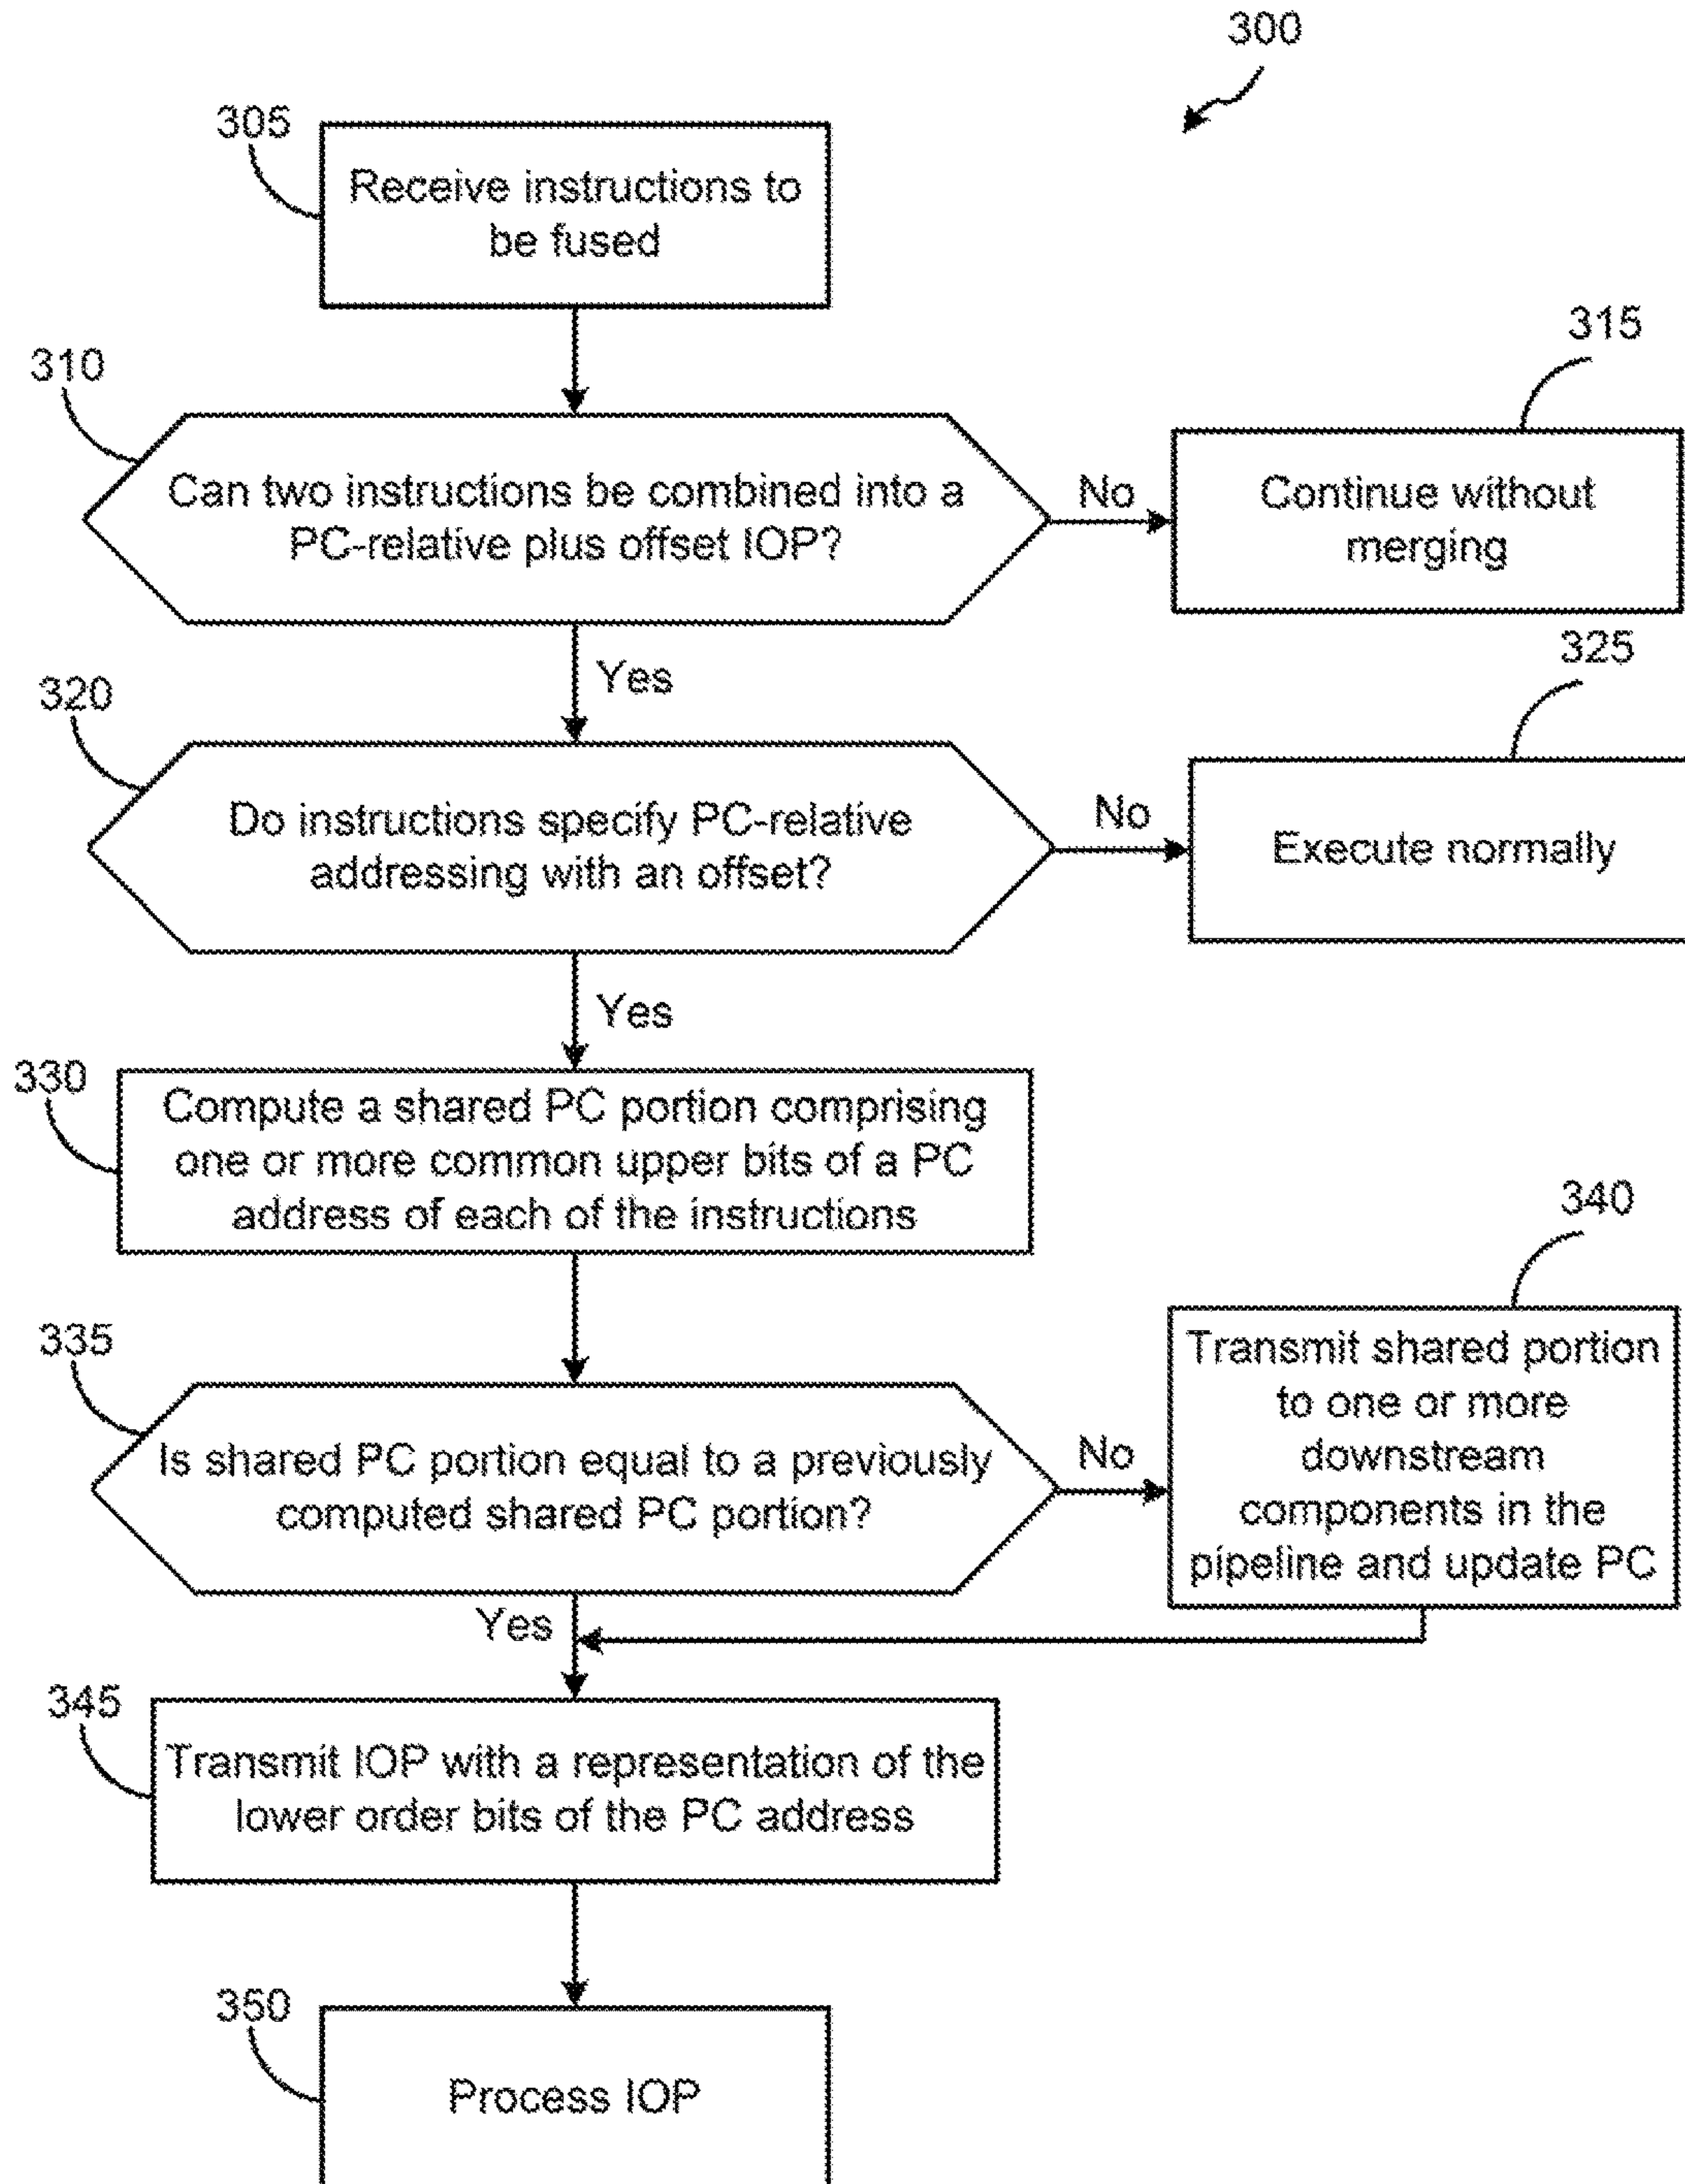 300
305
Receive instructions to
be fused
310
Can two instructions be combined into a
PC-relative plus offset IOP?
No
315
Continue without
merging
Yes
320
Do instructions specify PC-relative
addressing with an offset?
No
325
Execute normally
Yes
330
Compute a shared PC portion comprising
one or more common upper bits of a PC
address of each of the instructions
335
Is shared PC portion equal to a previously
computed shared PC portion?
No
340
Transmit shared portion
to one or more
downstream
components in the
pipeline and update PC
Yes
345
Transmit IOP with a representation of the
lower order bits of the PC address
350
Process IOP